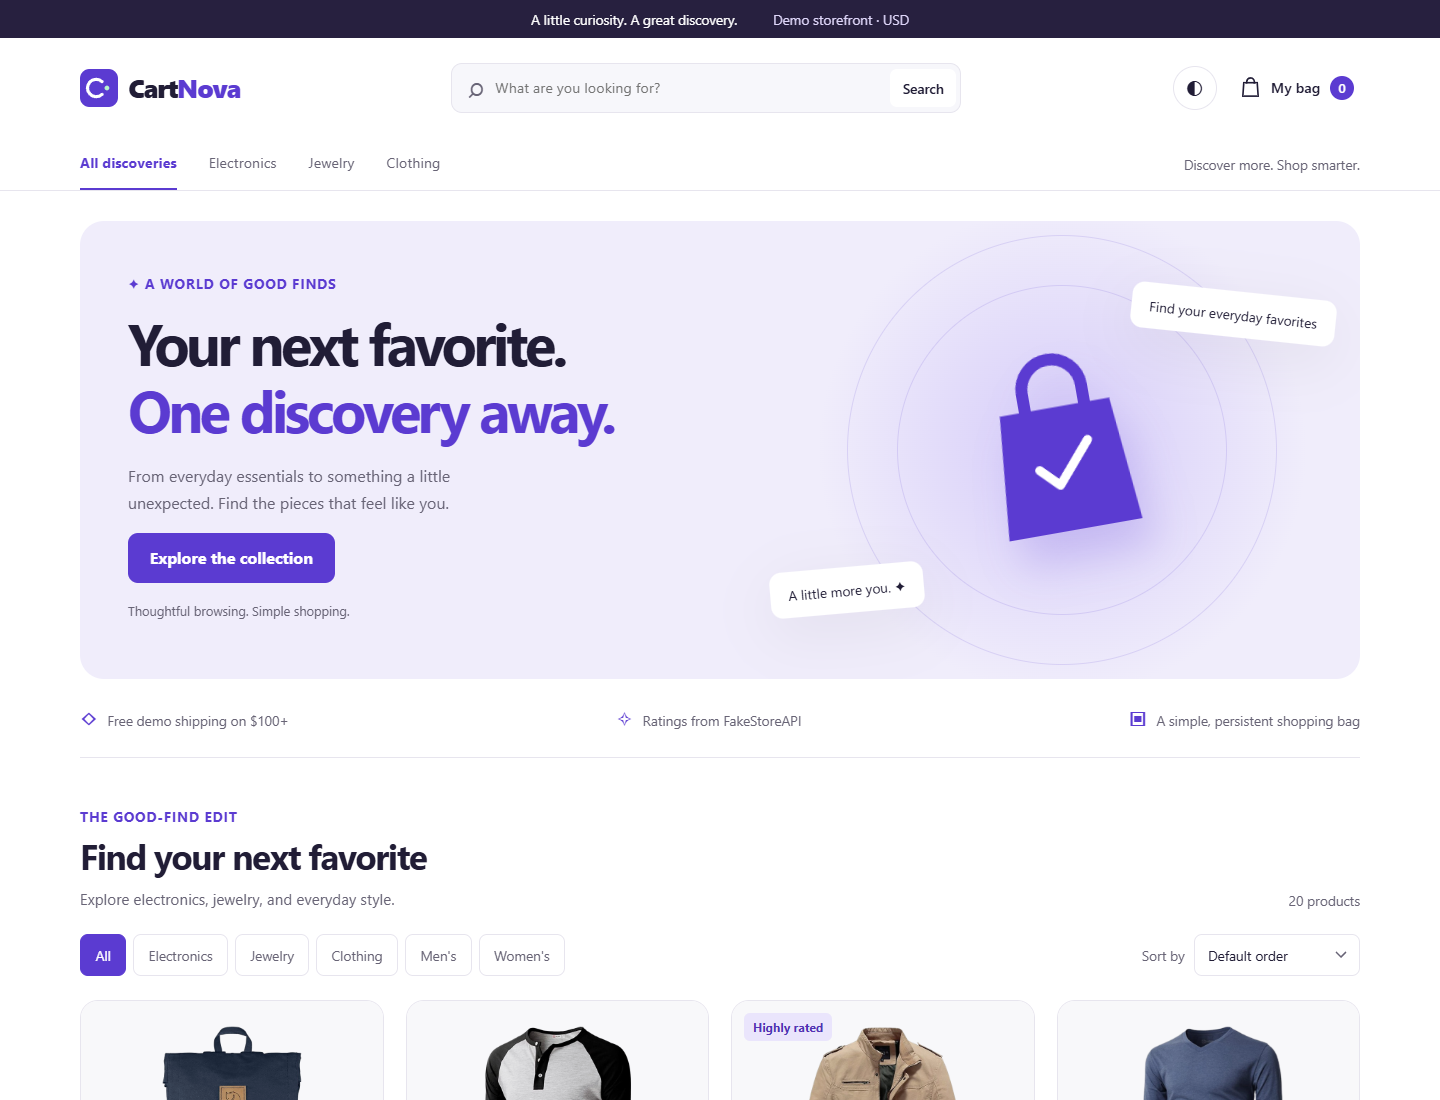 A little curiosity. A great discovery. Demo storefront · USD
CartNova
What are you looking for?
Search
My bag 0
All discoveries Electronics Jewelry Clothing
Discover more. Shop smarter.
✦ A WORLD OF GOOD FINDS
Your next favorite.
One discovery away.
From everyday essentials to something a little
unexpected. Find the pieces that feel like you.
Explore the collection
Thoughtful browsing. Simple shopping.
Find your everyday favorites
A little more you. ✦
Free demo shipping on $100+
Ratings from FakeStoreAPI
A simple, persistent shopping bag
THE GOOD-FIND EDIT
Find your next favorite
Explore electronics, jewelry, and everyday style.
20 products
All Electronics Jewelry Clothing Men's Women's
Sort by Default order
Highly rated